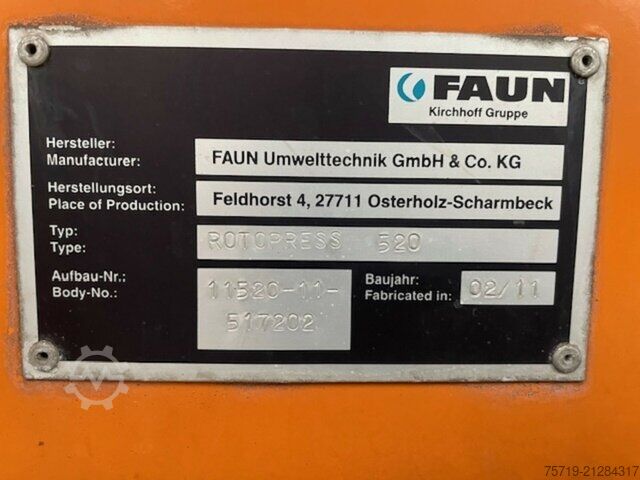 FAUN
Kirchhoff Gruppe
Hersteller:
Manufacturer:
FAUN Umwelttechnik GmbH & Co. KG
Herstellungsort:
Place of Production:
Feldhorst 4, 27711 Osterholz-Scharmbeck
Typ:
Type:
ROTOPRESS 520
Aufbau-Nr.:
Body-No.:
11520-11-
517202
Baujahr:
Fabricated in:
02/11
75719-21284317